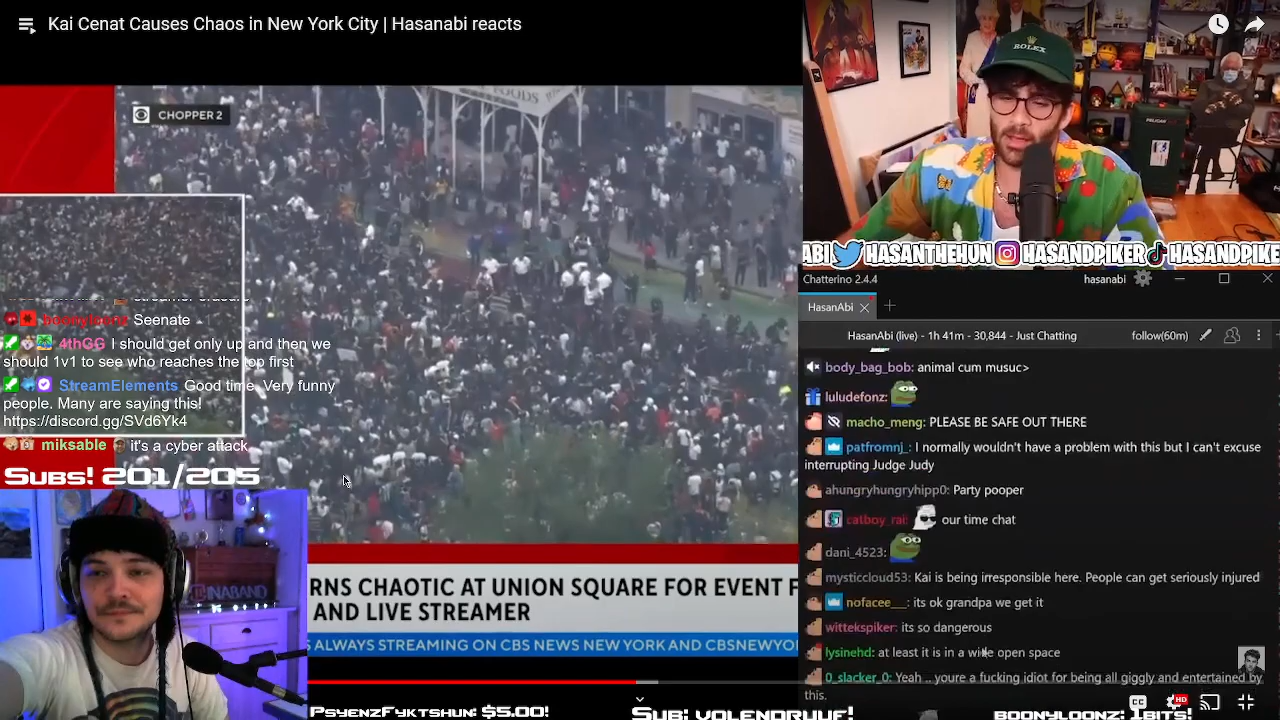 Kai Cenat Causes Chaos in New York City | Hasanabi reacts
CHOPPER 2
FOODS
Seenate
4thGG I should get only up and then we
should 1v1 to see who reaches the top first
StreamElements Good time. Very funny
people. Many are saying this!
https://discord.gg/SVd6Yk4
miksable it's a cyber attack
SUBS! 201/205
RNS CHAOTIC AT UNION SQUARE FOR EVENT F
AND LIVE STREAMER
S ALWAYS STREAMING ON CBS NEWS NEW YORK AND CBSNEWYO
PSYENZFYKTSHUN: $5.00!
SUB: VOLENDRUUF!
BOONYLOONZ: 1BITS!
ROLEX
PELICAN
ABI HASANTHEHUN HASANDPIKER HASANDPIKE
Chatterino 2.4.4
hasanabi
HasanAbi
HasanAbi (live) - 1h 41m - 30,844 - Just Chatting
follow(60m)
body_bag_bob: animal cum musuc>
luludefonz:
macho_meng: PLEASE BE SAFE OUT THERE
patfromnj_: I normally wouldn't have a problem with this but I can't excuse
interrupting Judge Judy
ahungryhungryhipp0: Party pooper
catboy_rai: our time chat
dani_4523:
mysticcloud53: Kai is being irresponsible here. People can get seriously injured
nofacee___: its ok grandpa we get it
wittekspiker: its so dangerous
lysinehd: at least it is in a wide open space
0_slacker_0: Yeah .. youre a fucking idiot for being all giggly and entertained by
this.
CC
HD